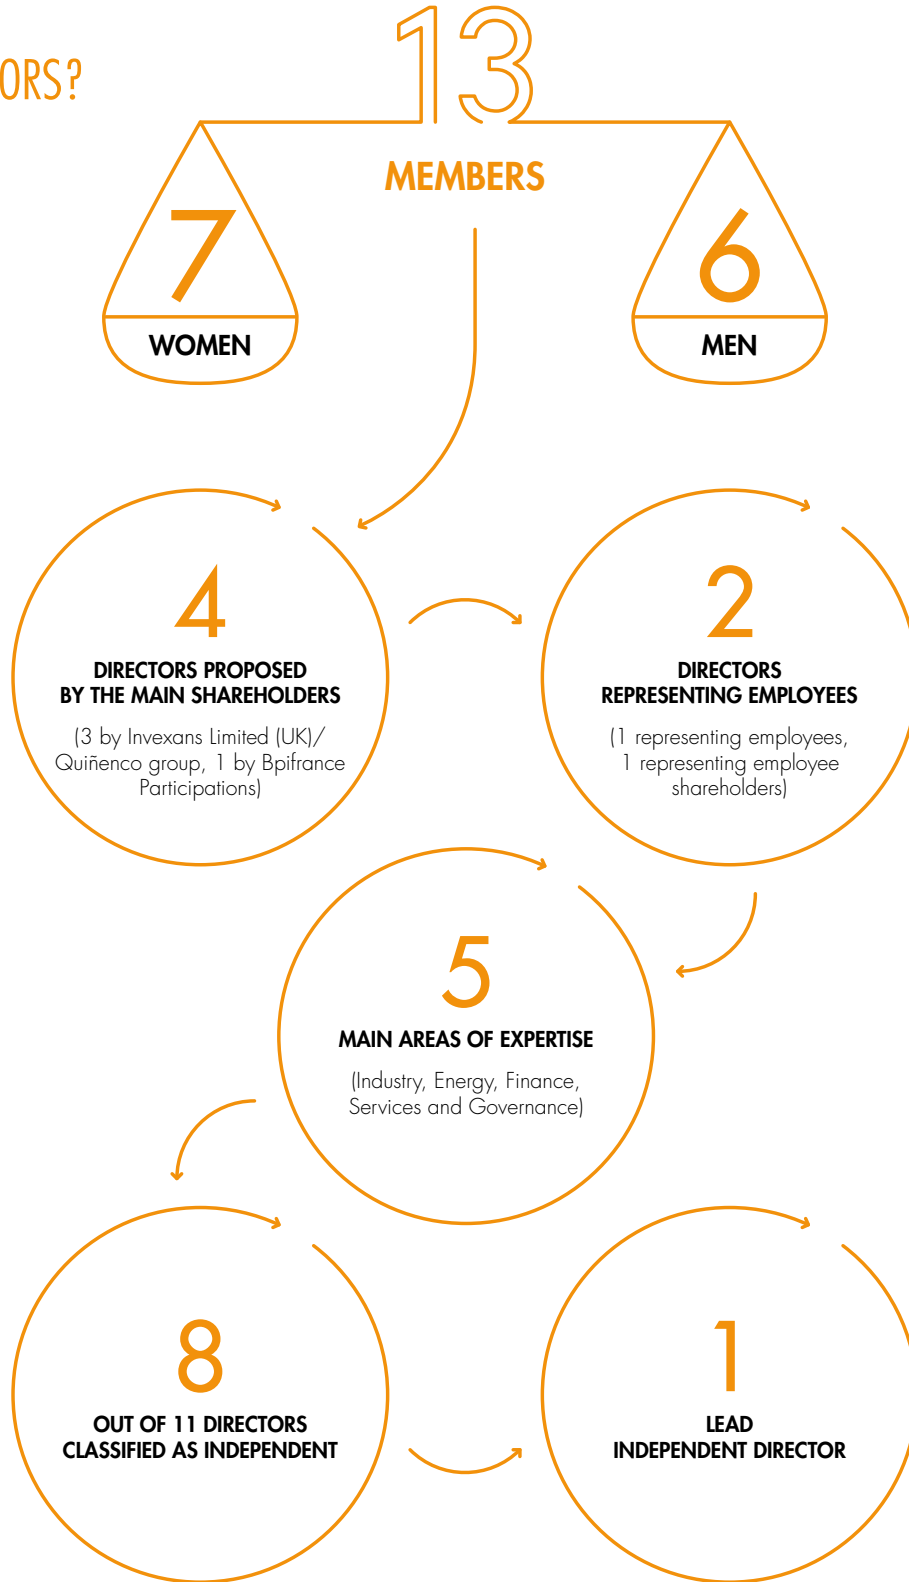 ORS?
13
MEMBERS
7
WOMEN
6
MEN
4
DIRECTORS PROPOSED
BY THE MAIN SHAREHOLDERS
(3 by Invexans Limited (UK)/
Quiñenco group, 1 by Bpifrance
Participations)
2
DIRECTORS
REPRESENTING EMPLOYEES
(1 representing employees,
1 representing employee
shareholders)
5
MAIN AREAS OF EXPERTISE
(Industry, Energy, Finance,
Services and Governance)
8
OUT OF 11 DIRECTORS
CLASSIFIED AS INDEPENDENT
1
LEAD
INDEPENDENT DIRECTOR